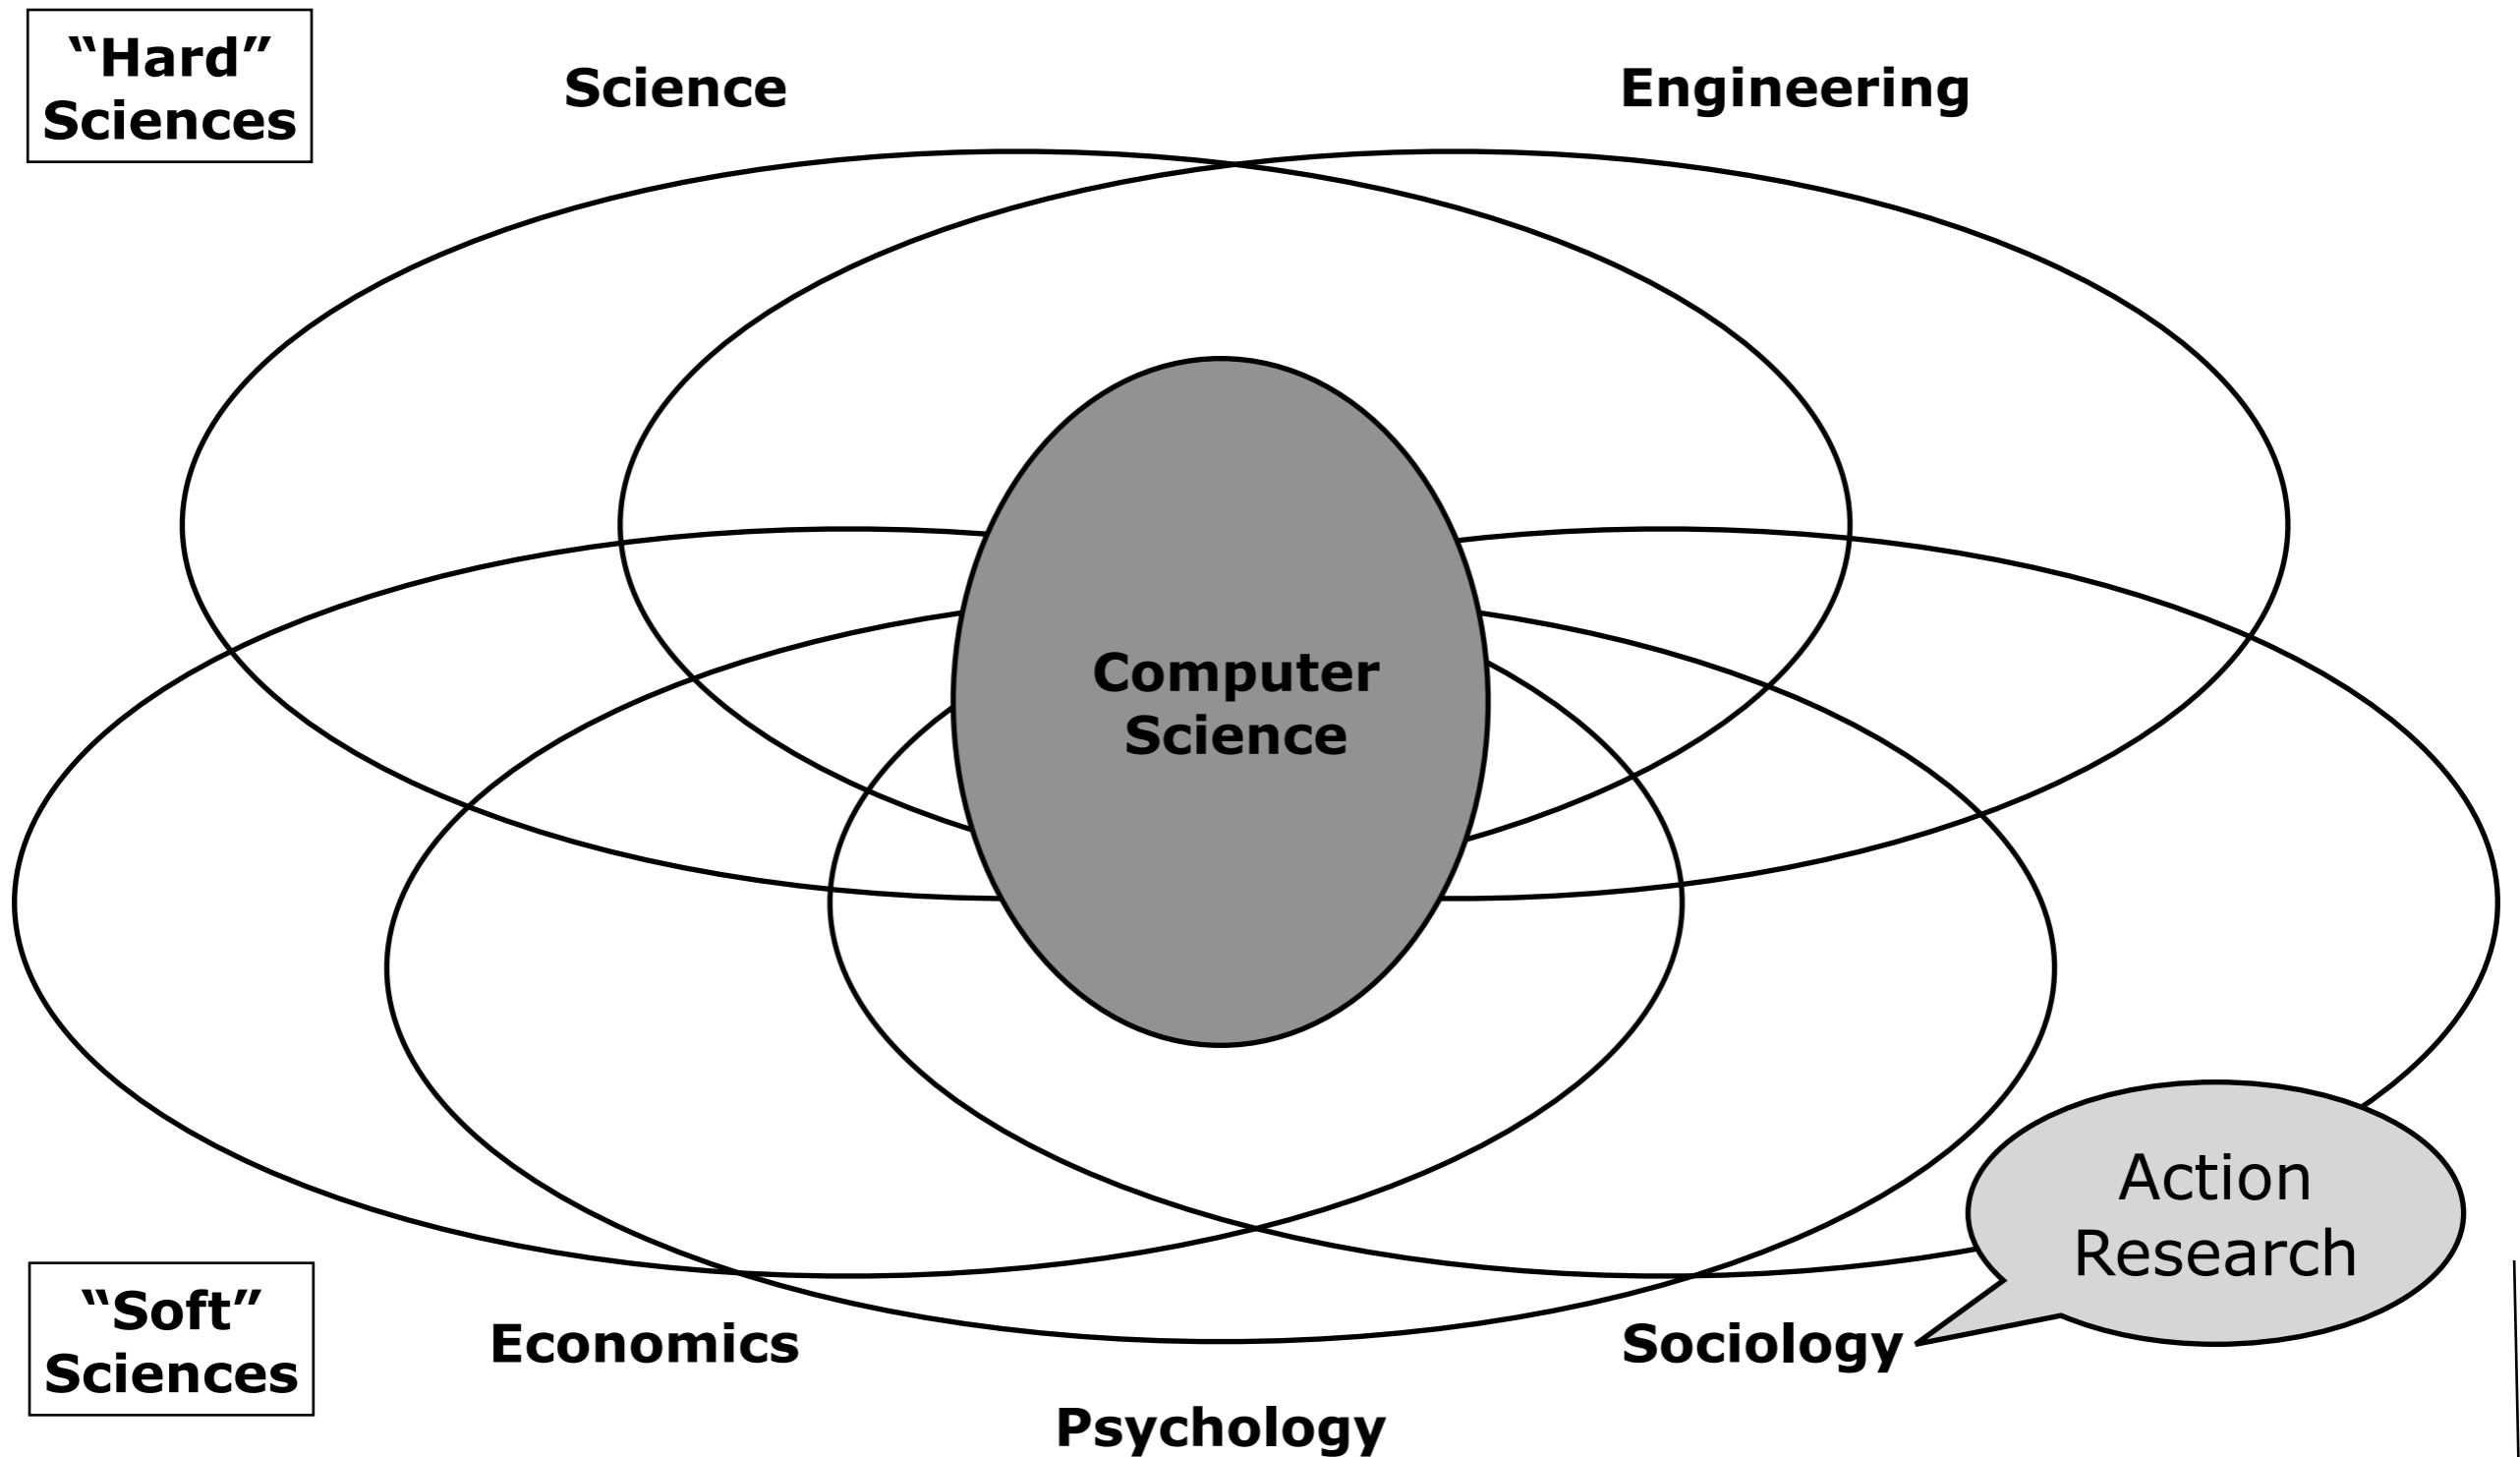 “Hard”
Sciences
Science
Engineering
Computer
Science
Action
Research
“Soft”
Sciences
Economics
Sociology
Psychology